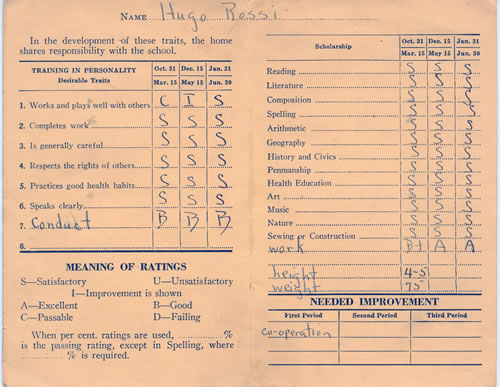 NAME Hugo Rossi
In the development of these traits, the home
shares responsibility with the school.
TRAINING IN PERSONALITY
Desirable Traits
Oct. 31 Dec. 15 Jan. 31
Mar. 15 May 15 Jun. 30
1. Works and plays well with others C I S
2. Completes work S S S
3. Is generally careful S S S
4. Respects the rights of others S S S
5. Practices good health habits S S S
6. Speaks clearly S S S
7. Conduct B B B
8.
MEANING OF RATINGS
S—Satisfactory U—Unsatisfactory
I—Improvement is shown
A—Excellent B—Good
C—Passable D—Failing
When per cent. ratings are used, %
is the passing rating, except in Spelling, where
% is required.
Scholarship
Oct. 31 Dec. 15 Jan. 31
Mar. 15 May 15 Jun. 30
Reading S S S
Literature S S S
Composition S S S
Spelling S S S
Arithmetic S S S
Geography S S S
History and Civics S S S
Penmanship S S S
Health Education S S S
Art S S S
Music S S S
Nature S S S
Sewing or Construction S S S
work B+ A A
height 4-5
weight 75
NEEDED IMPROVEMENT
First Period Second Period Third Period
co-operation